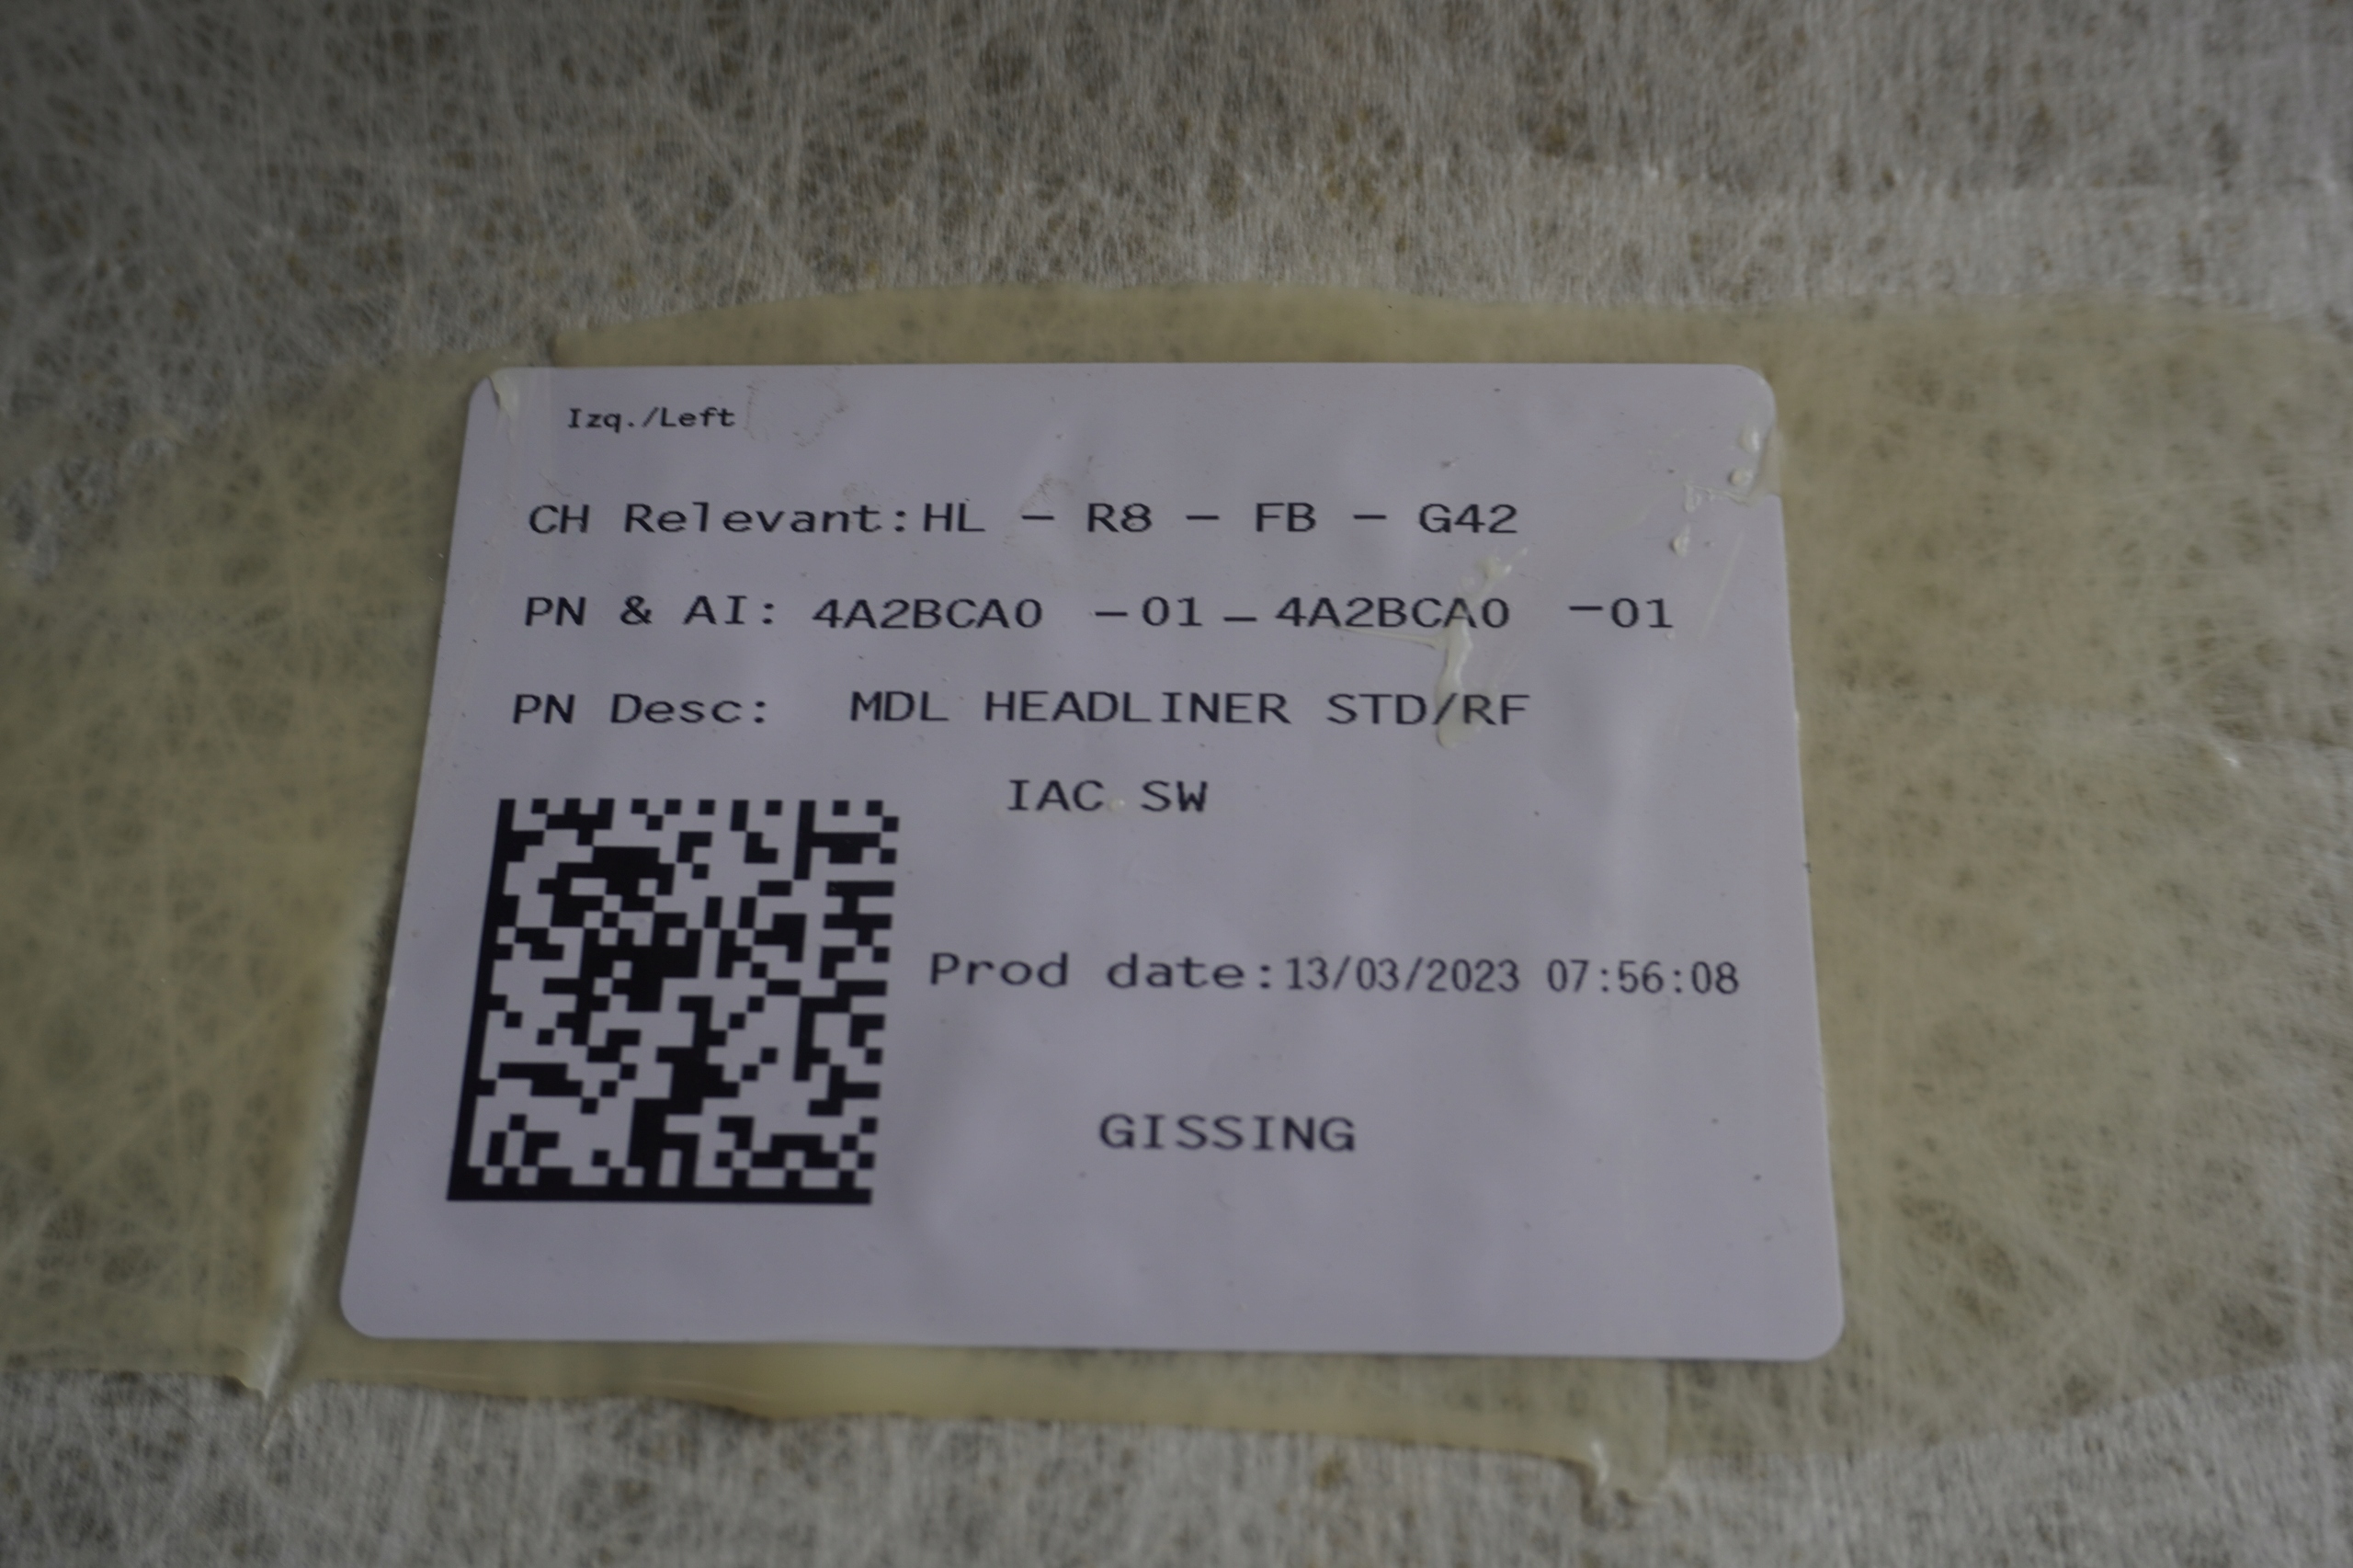 Izq./Left
CH Relevant:HL - R8 - FB - G42
PN & AI: 4A2BCA0 -01 - 4A2BCA0 -01
PN Desc: MDL HEADLINER STD/RF
IAC SW
Prod date:13/03/2023 07:56:08
GISSING